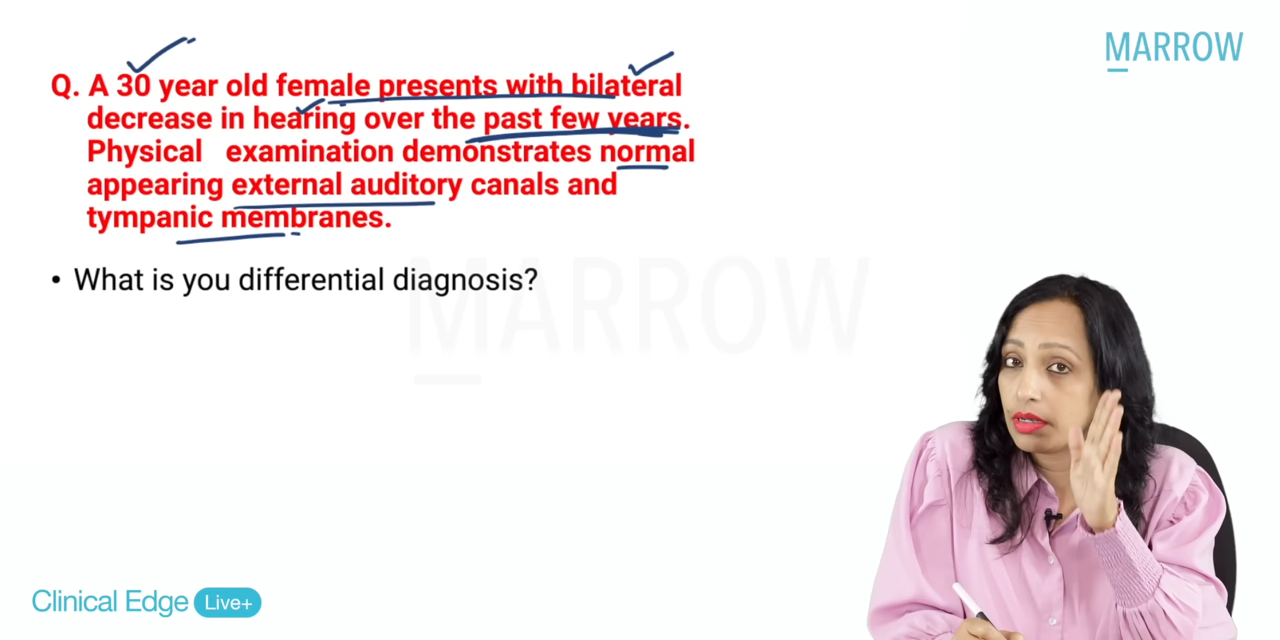 MARROW
Q. A 30 year old female presents with bilateral
decrease in hearing over the past few years.
Physical examination demonstrates normal
appearing external auditory canals and
tympanic membranes.
• What is you differential diagnosis?
MARROW
Clinical Edge Live+